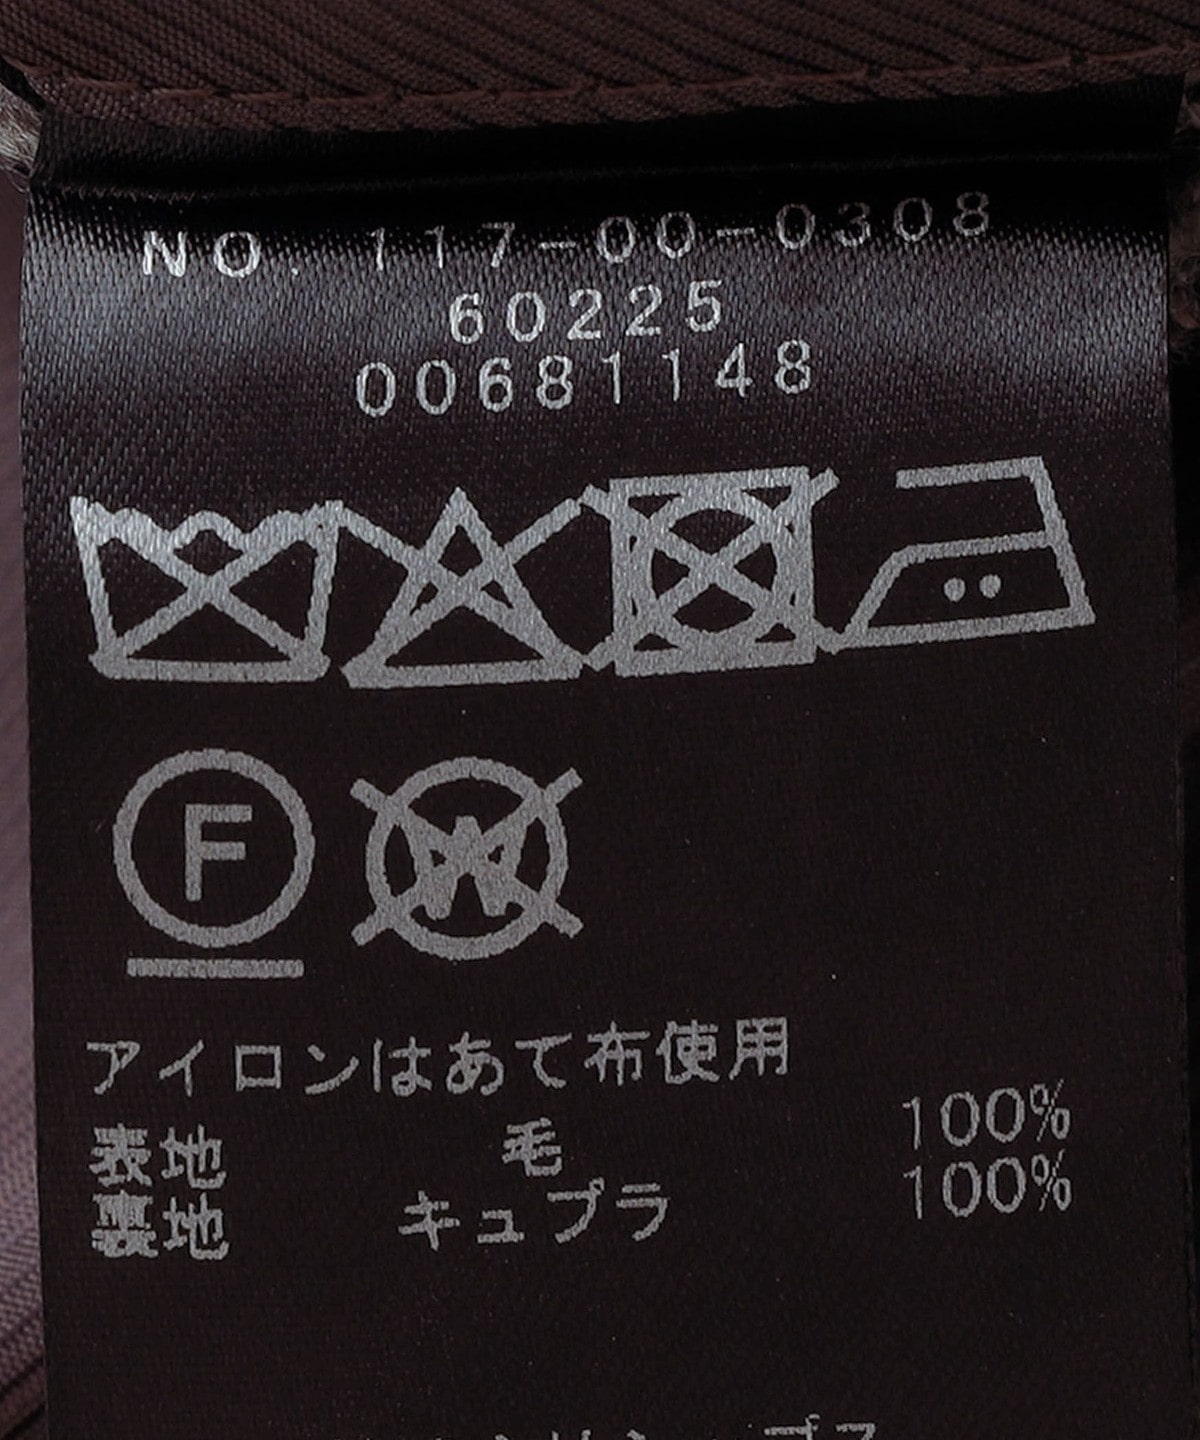 NO. 117-00-0308
60225
00681148
F
W
アイロンはあて布使用
表地 毛 100%
裏地 キュプラ 100%